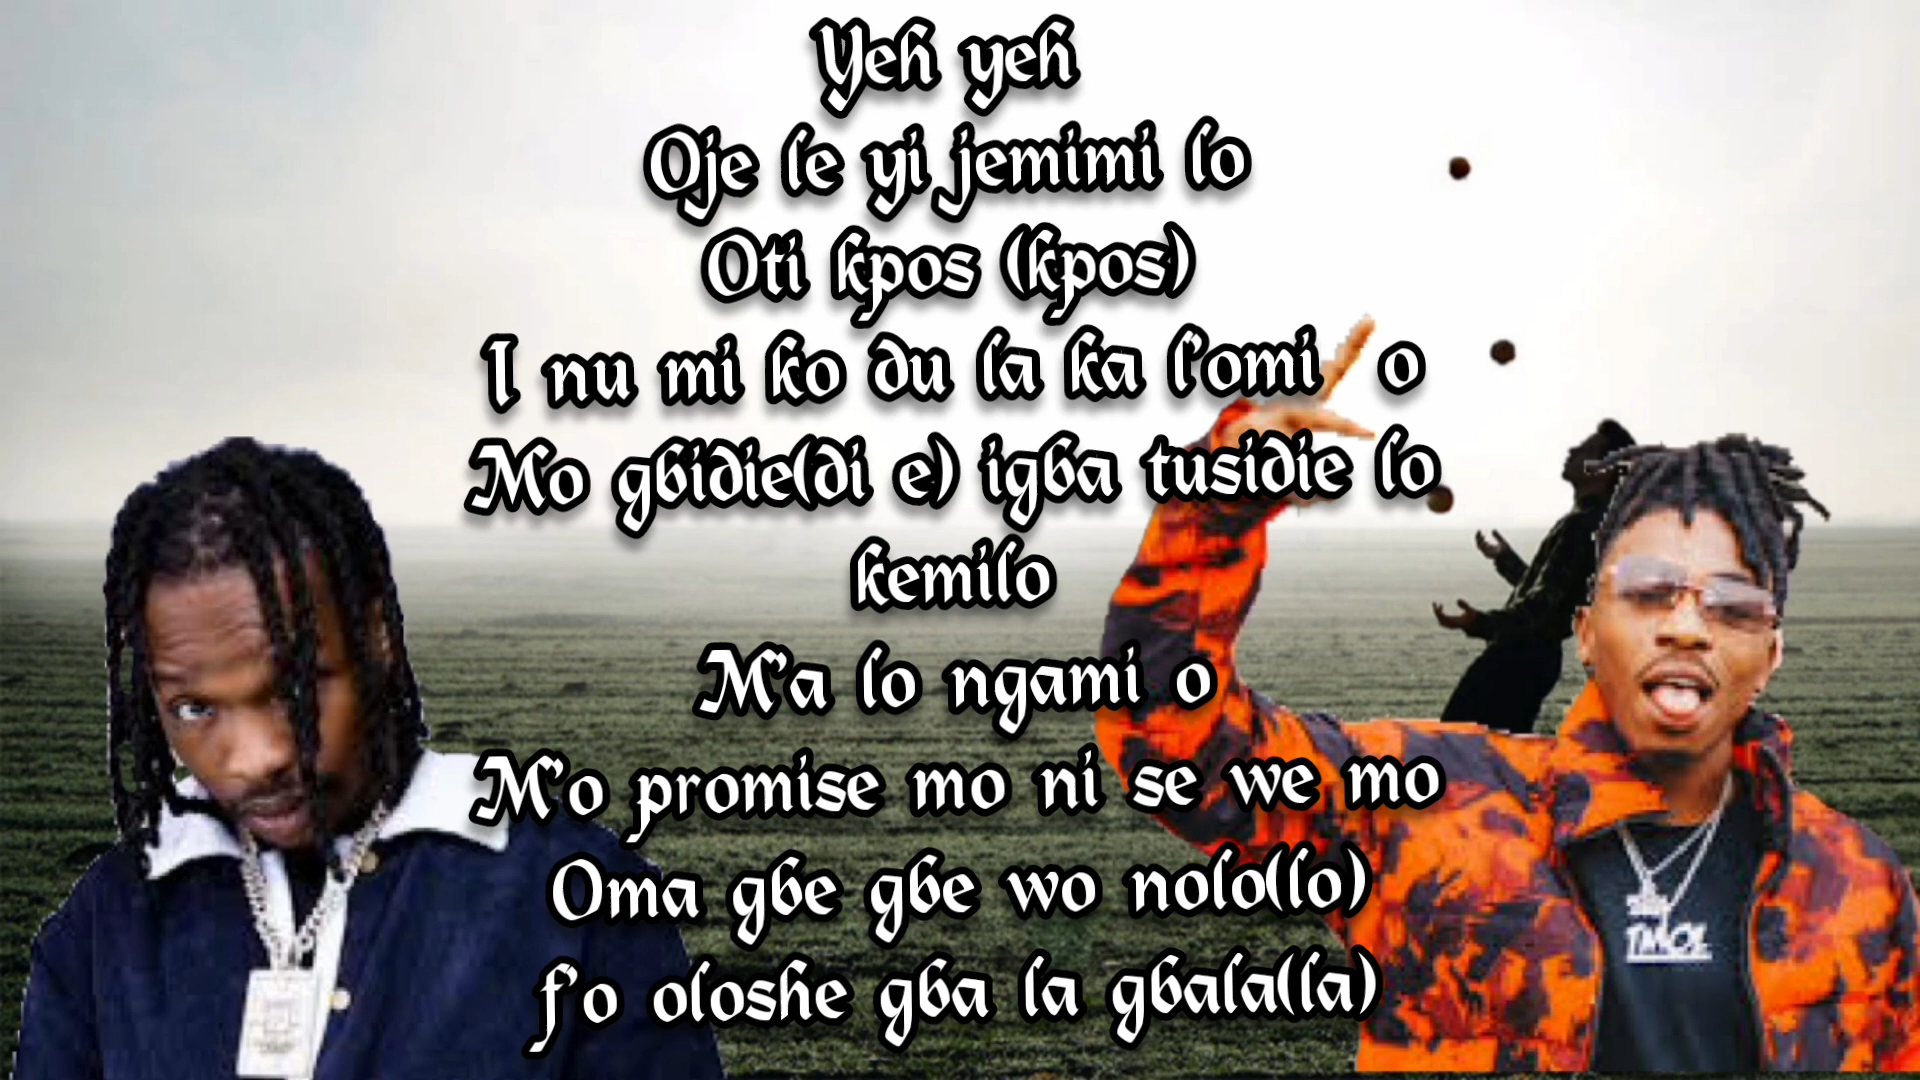 Yeh yeh
Oje le yi jemimi lo
Oti kpos (kpos)
I nu mi ko du la ka l'omi o
Mo gbidie(di e) igba tusidie lo
kemilo
M'a lo ngami o
M'o promise mo ni se we mo
Oma gbe gbe wo nolo(lo)
f'o oloshe gba la gbala(la)